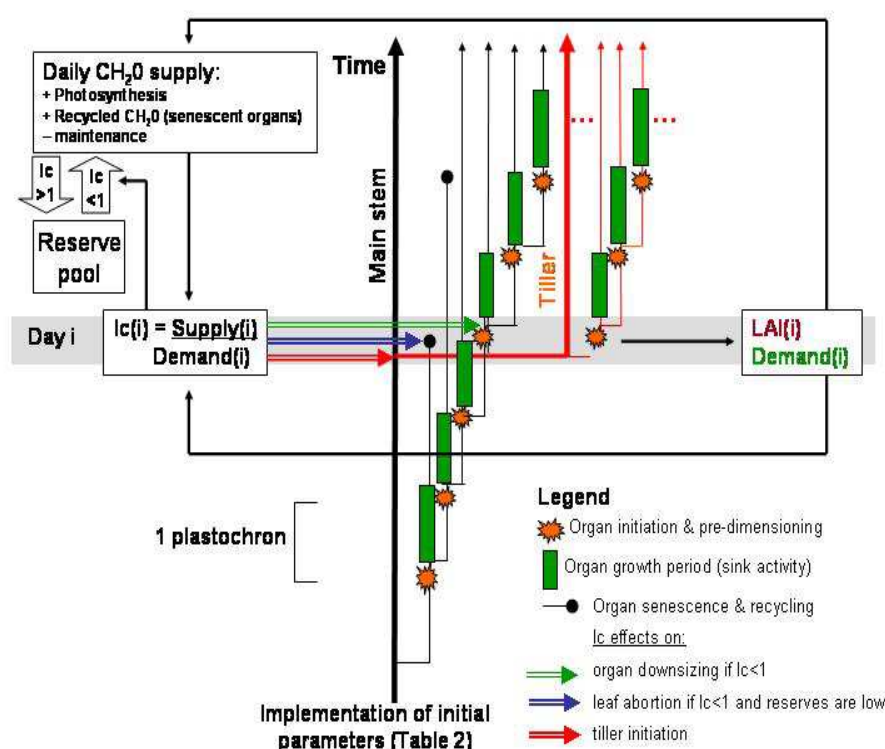 Daily CH20 supply:
+ Photosynthesis
+ Recycled CH20 (senescent organs)
– maintenance
Ic
>1
Ic
<1
Reserve
pool
Time
Main stem
Tiller
...
...
Day i
Ic(i) = Supply(i)
Demand(i)
LAI(i)
Demand(i)
1 plastochron
Implementation of initial
parameters (Table 2)
Legend
Organ initiation & pre-dimensioning
Organ growth period (sink activity)
Organ senescence & recycling
Ic effects on:
organ downsizing if Ic<1
leaf abortion if Ic<1 and reserves are low
tiller initiation